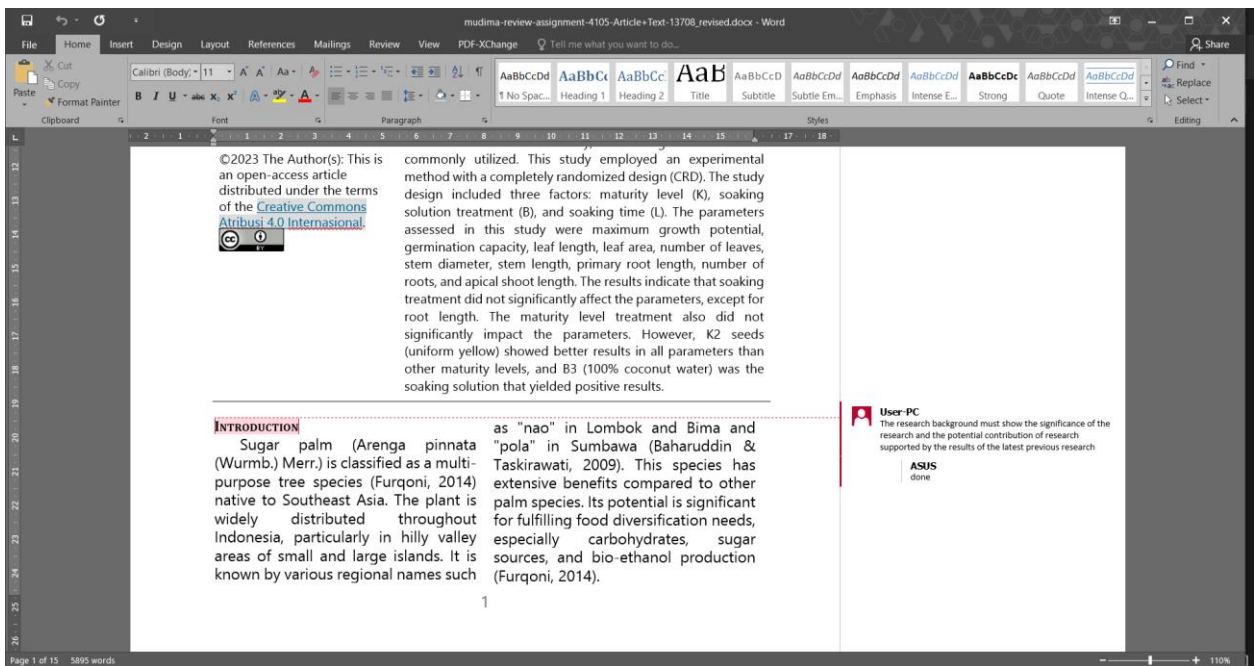 mudima-review-assignment-4105-Article+Text-13708_revised.docx - Word
File Home Insert Design Layout References Mailings Review View PDF-XChange Tell me what you want to do... Share
Paste
Cut
Copy
Format Painter
Clipboard
Calibri (Body) 11
Font
Paragraph
AaBbCcDd AaBbCc AaBbCc AaB AaBbCcD AaBbCcDd AaBbCcDd AaBbCcDd AaBbCcDc AaBbCcDd AaBbCcDd
¶ No Spac... Heading 1 Heading 2 Title Subtitle Subtle Em... Emphasis Intense E... Strong Quote Intense Q...
Styles
Find
Replace
Select
Editing
©2023 The Author(s): This is
an open-access article
distributed under the terms
of the Creative Commons
Atribusi 4.0 Internasional.
cc BY
commonly utilized. This study employed an experimental
method with a completely randomized design (CRD). The study
design included three factors: maturity level (K), soaking
solution treatment (B), and soaking time (L). The parameters
assessed in this study were maximum growth potential,
germination capacity, leaf length, leaf area, number of leaves,
stem diameter, stem length, primary root length, number of
roots, and apical shoot length. The results indicate that soaking
treatment did not significantly affect the parameters, except for
root length. The maturity level treatment also did not
significantly impact the parameters. However, K2 seeds
(uniform yellow) showed better results in all parameters than
other maturity levels, and B3 (100% coconut water) was the
soaking solution that yielded positive results.
INTRODUCTION
Sugar palm (Arenga pinnata
(Wurmb.) Merr.) is classified as a multi-
purpose tree species (Furqoni, 2014)
native to Southeast Asia. The plant is
widely distributed throughout
Indonesia, particularly in hilly valley
areas of small and large islands. It is
known by various regional names such
as "nao" in Lombok and Bima and
"pola" in Sumbawa (Baharuddin &
Taskirawati, 2009). This species has
extensive benefits compared to other
palm species. Its potential is significant
for fulfilling food diversification needs,
especially carbohydrates, sugar
sources, and bio-ethanol production
(Furqoni, 2014).
1
User-PC
The research background must show the significance of the
research and the potential contribution of research
supported by the results of the latest previous research
ASUS
done
Page 1 of 15 5895 words
110%